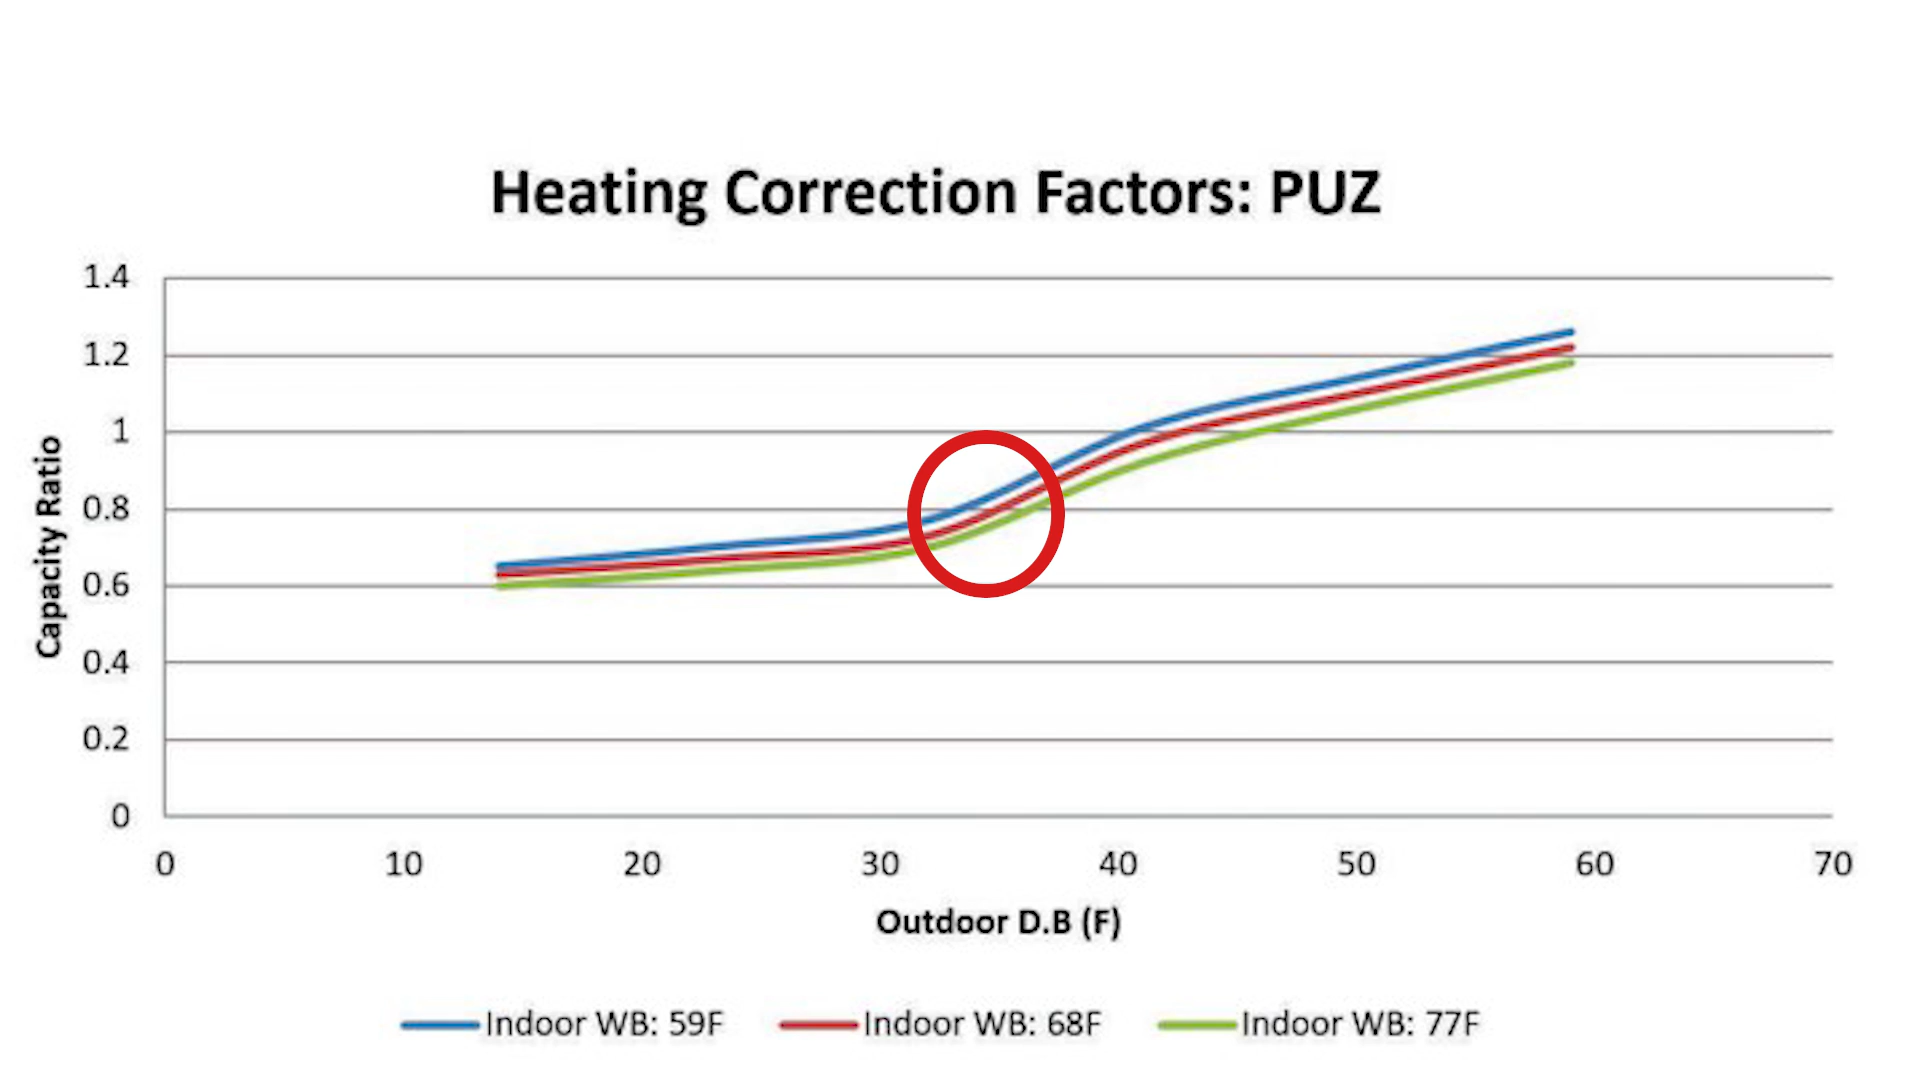 Heating Correction Factors: PUZ
1.4
1.2
1
0.8
0.6
0.4
0.2
0
Capacity Ratio
0 10 20 30 40 50 60 70
Outdoor D.B (F)
Indoor WB: 59F Indoor WB: 68F Indoor WB: 77F